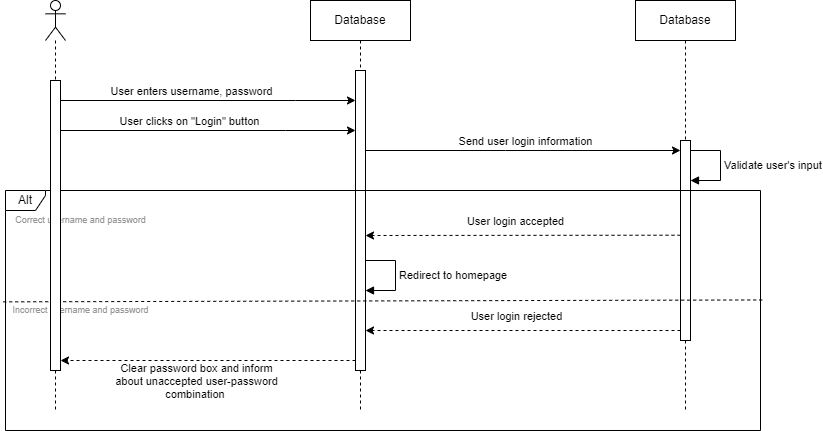 Database
Database
User enters username, password
User clicks on "Login" button
Send user login information
Validate user's input
Alt
Correct username and password
User login accepted
Redirect to homepage
Incorrect username and password
User login rejected
Clear password box and inform
about unaccepted user-password
combination